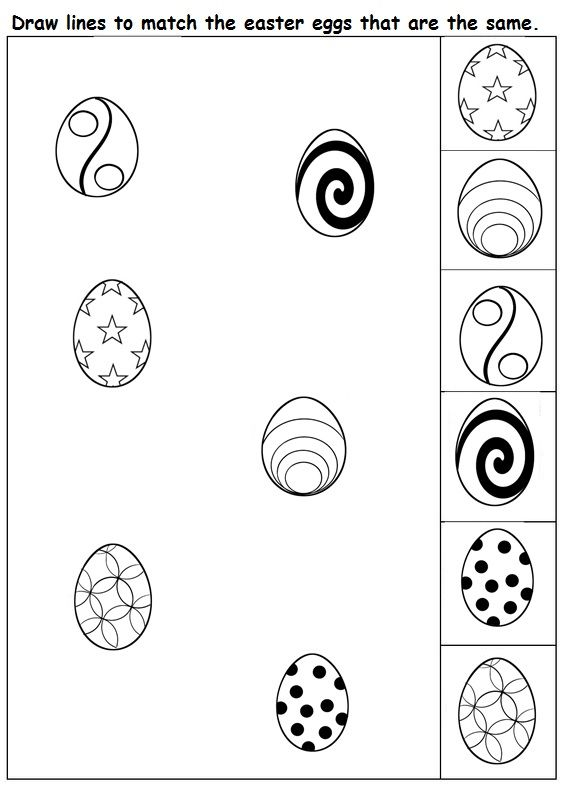 Draw lines to match the easter eggs that are the same.